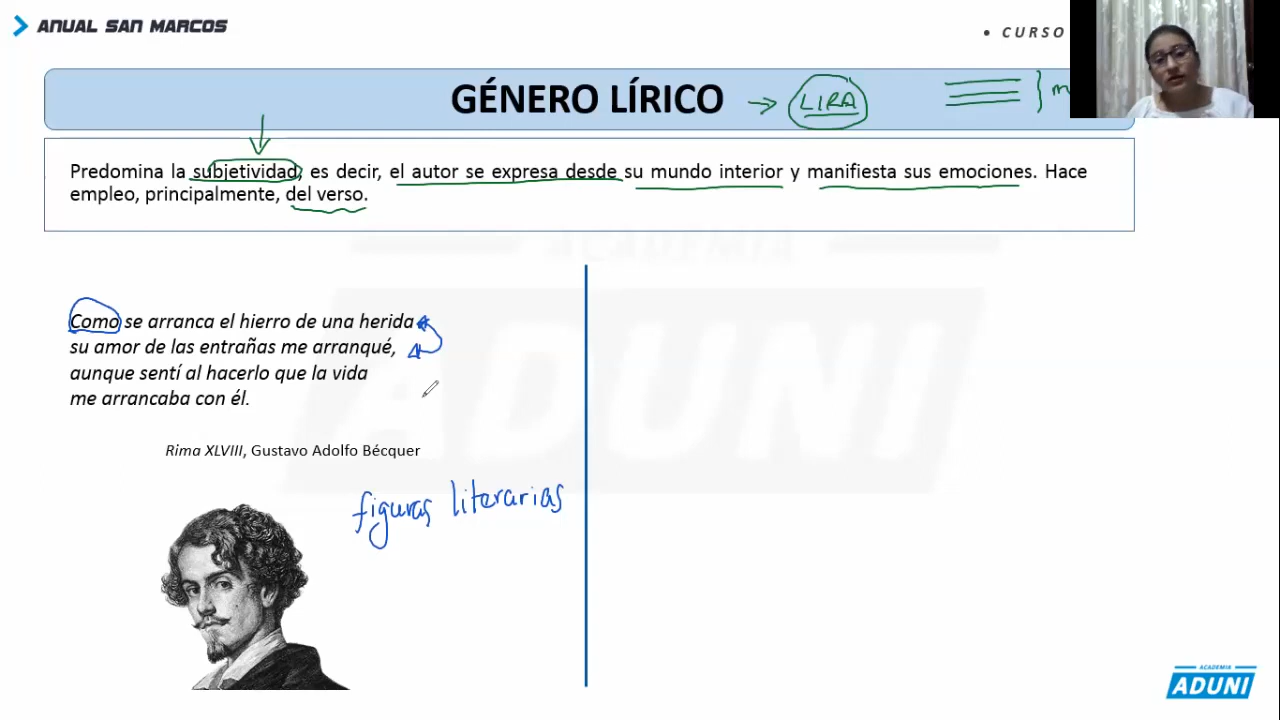 ANUAL SAN MARCOS
• CURSO
GÉNERO LÍRICO → LIRA
Predomina la subjetividad, es decir, el autor se expresa desde su mundo interior y manifiesta sus emociones. Hace
empleo, principalmente, del verso.
ACADEMIA
ADUNI
Como se arranca el hierro de una herida
su amor de las entrañas me arranqué,
aunque sentí al hacerlo que la vida
me arrancaba con él.
Rima XLVIII, Gustavo Adolfo Bécquer
figuras literarias
ACADEMIA
ADUNI